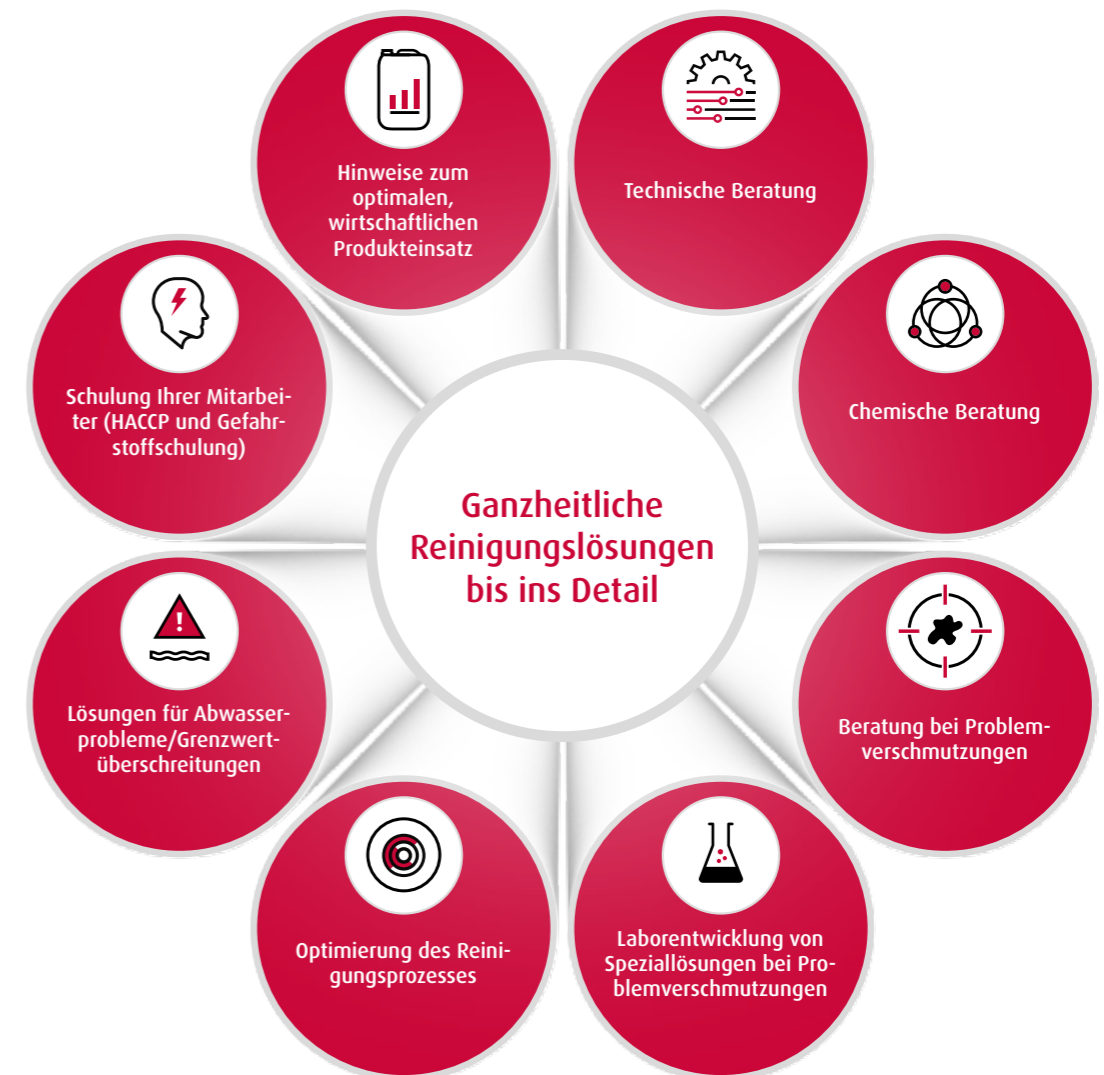 Hinweise zum
optimalen,
wirtschaftlichen
Produkteinsatz
Technische Beratung
Schulung Ihrer Mitarbei-
ter (HACCP und Gefahr-
stoffschulung)
Chemische Beratung
Ganzheitliche
Reinigungslösungen
bis ins Detail
Lösungen für Abwasser-
probleme/Grenzwert-
überschreitungen
Beratung bei Problem-
verschmutzungen
Optimierung des Reini-
gungsprozesses
Laborentwicklung von
Speziallösungen bei Pro-
blemverschmutzungen